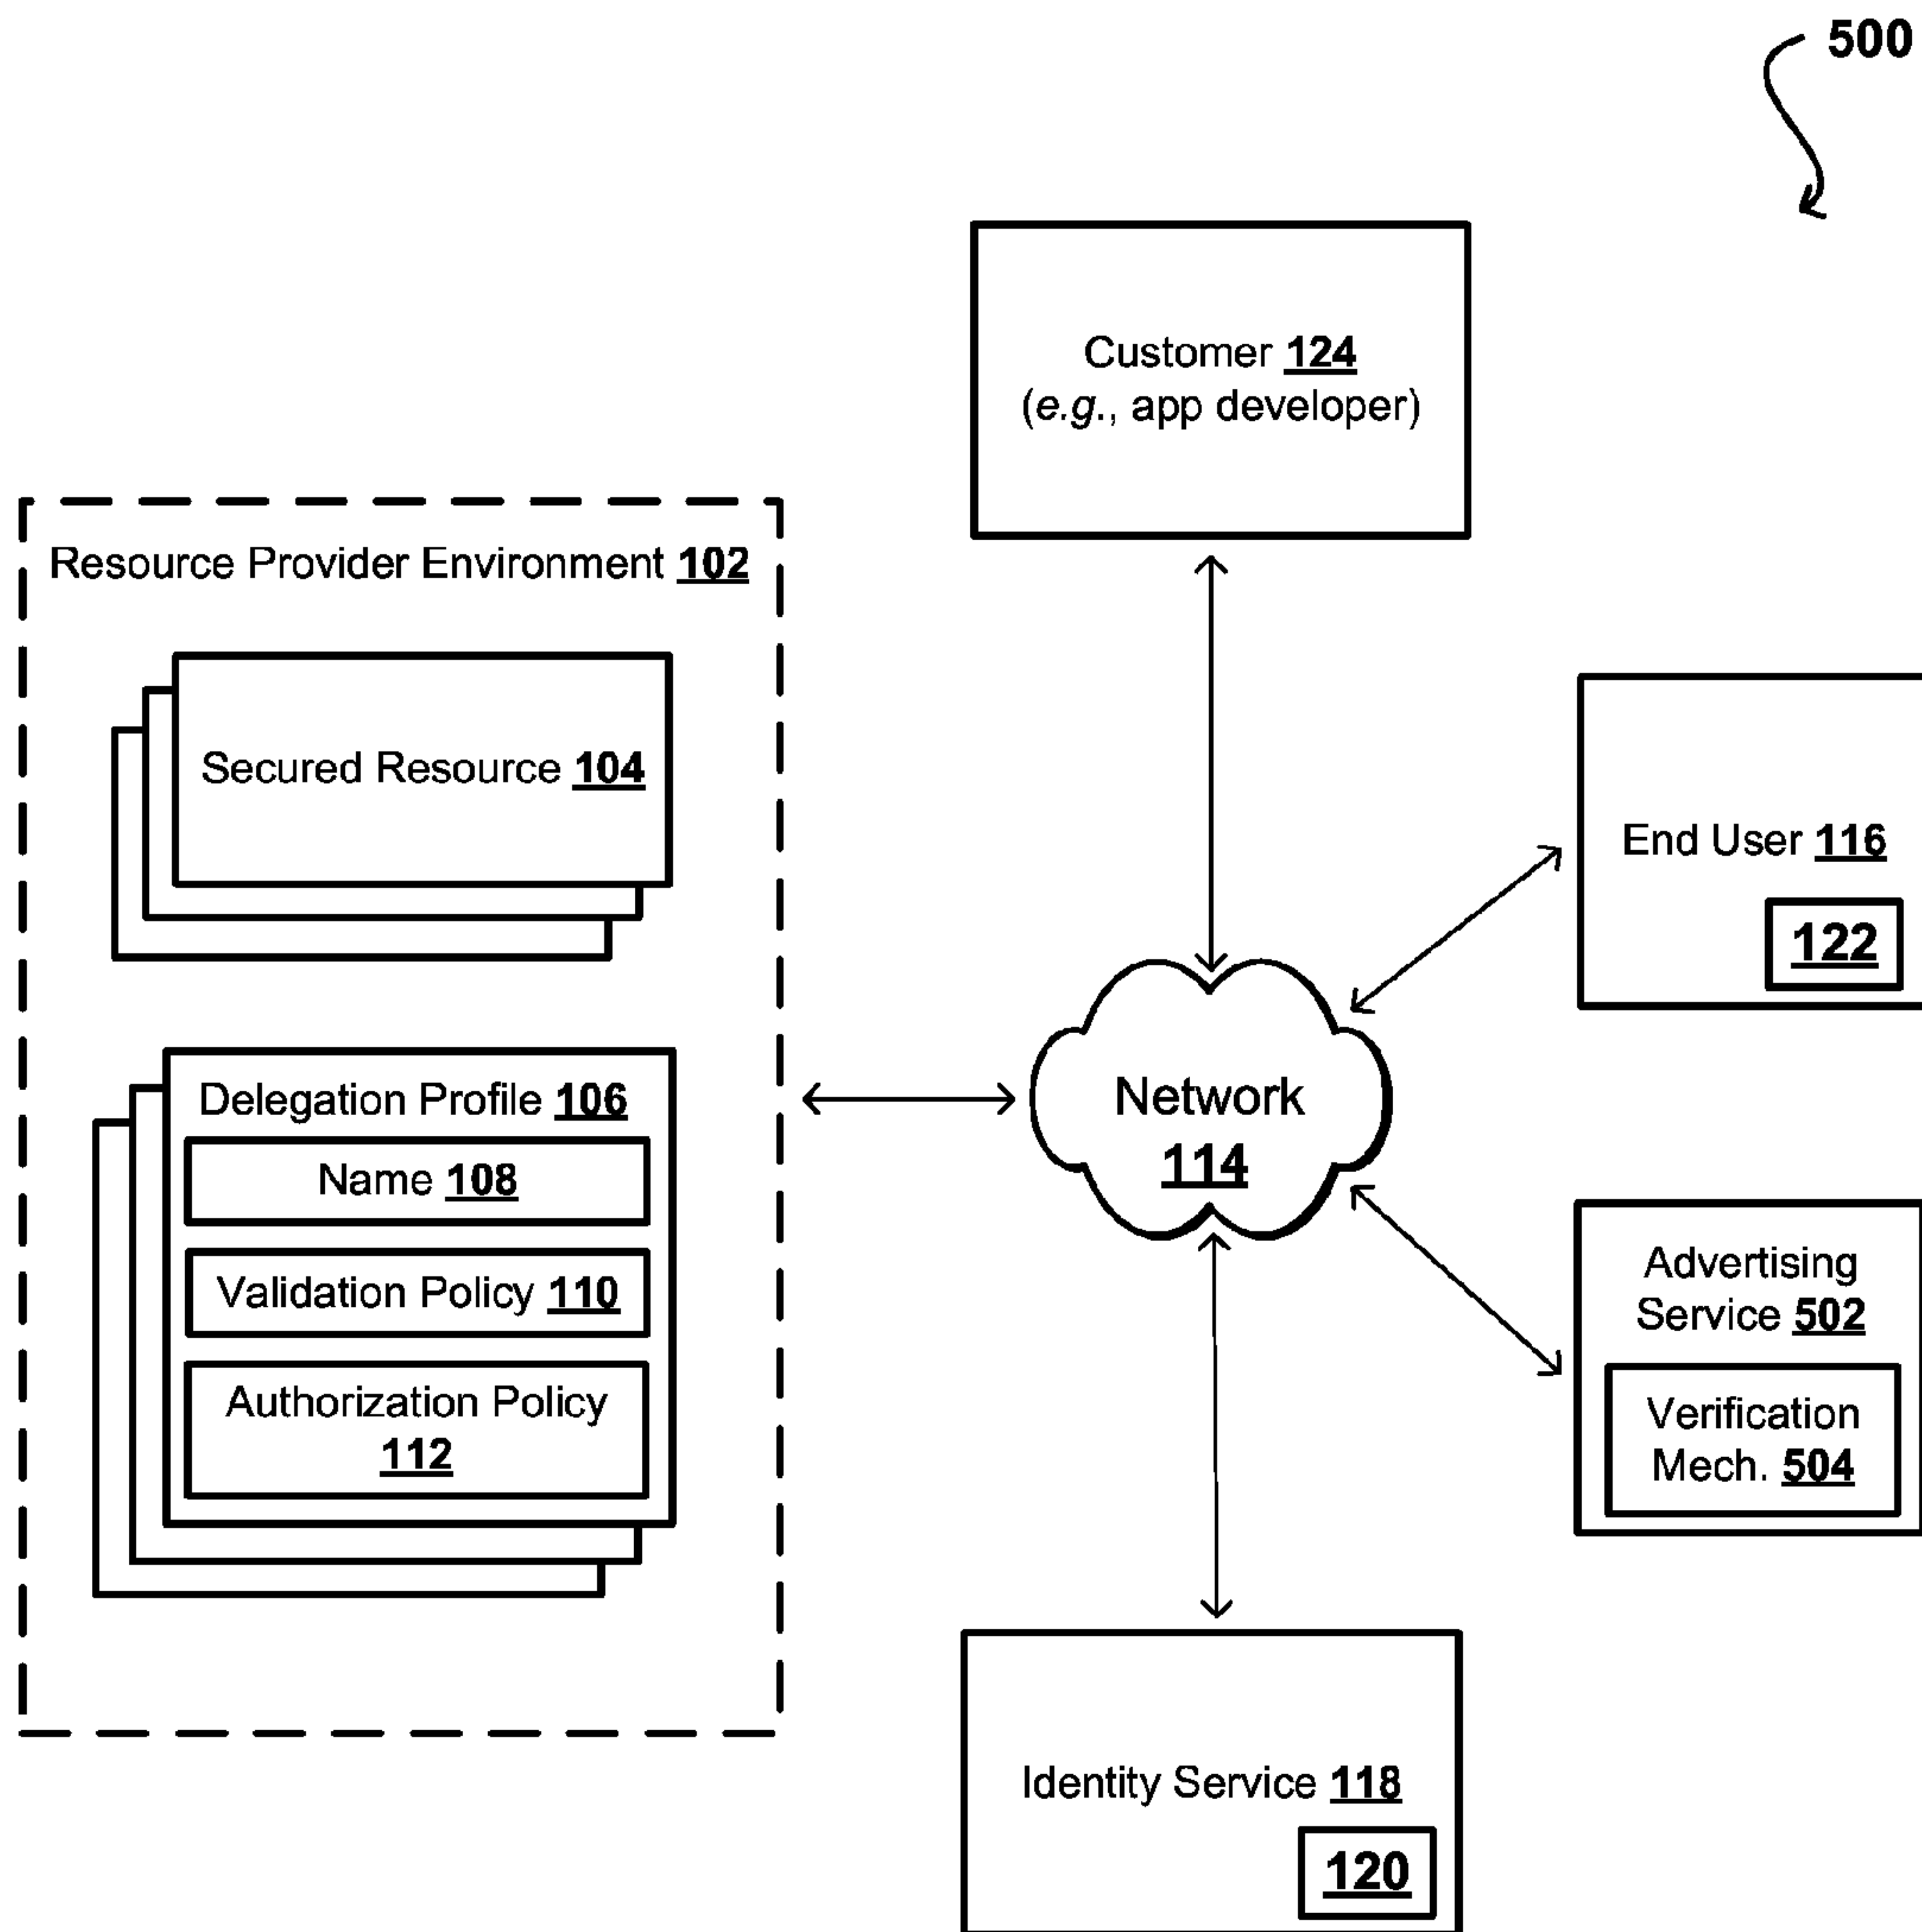 500
Customer 124
(e.g., app developer)
Resource Provider Environment 102
Secured Resource 104
End User 116
122
Delegation Profile 106
Name 108
Validation Policy 110
Authorization Policy
112
Network
114
Advertising
Service 502
Verification
Mech. 504
Identity Service 118
120